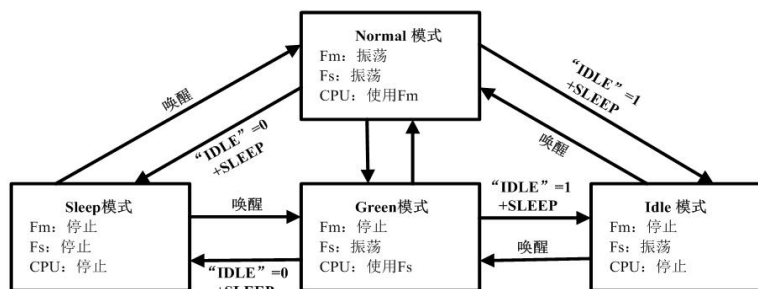 Normal 模式
Fm：振荡
Fs：振荡
CPU：使用Fm
唤醒
“IDLE”=0
+SLEEP
“IDLE”=1
+SLEEP
唤醒
Sleep模式
Fm：停止
Fs：停止
CPU：停止
唤醒
“IDLE”=0
+SLEEP
Green模式
Fm：停止
Fs：振荡
CPU：使用Fs
“IDLE”=1
+SLEEP
唤醒
Idle 模式
Fm：停止
Fs：振荡
CPU：停止